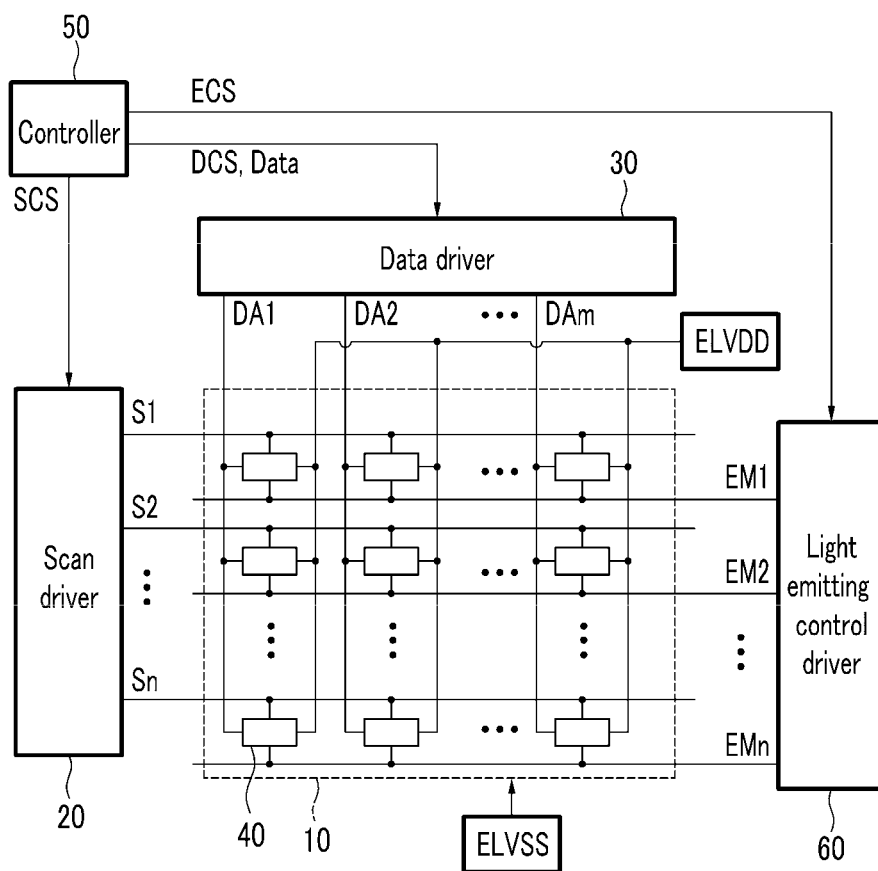 50
ECS
Controller
DCS, Data
30
SCS
Data driver
DA1
DA2
•••
DAm
ELVDD
S1
•••
EM1
S2
Scan
driver
•••
EM2
Light
emitting
control
driver
Sn
•••
EMn
20
40
10
ELVSS
60